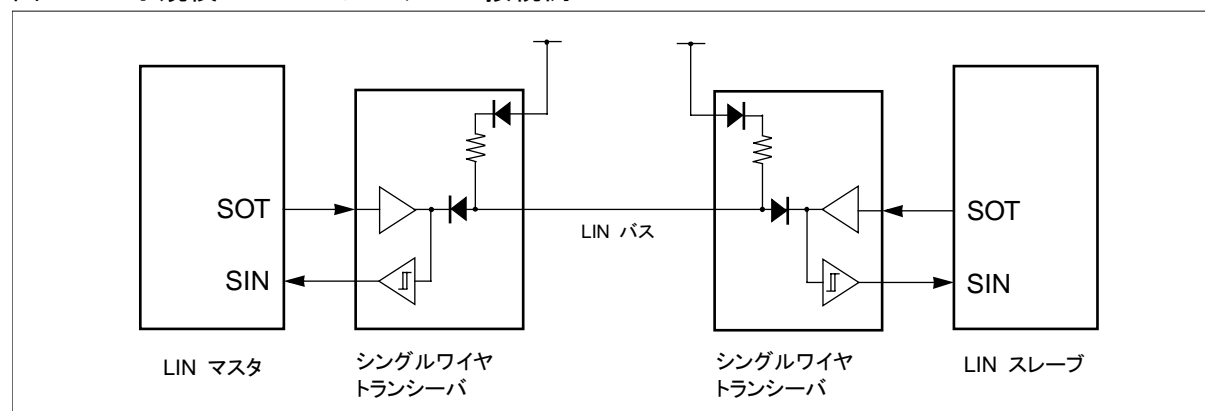 SOT
SIN
LIN バス
SOT
SIN
LIN マスタ
シングルワイヤ
トランシーバ
シングルワイヤ
トランシーバ
LIN スレーブ